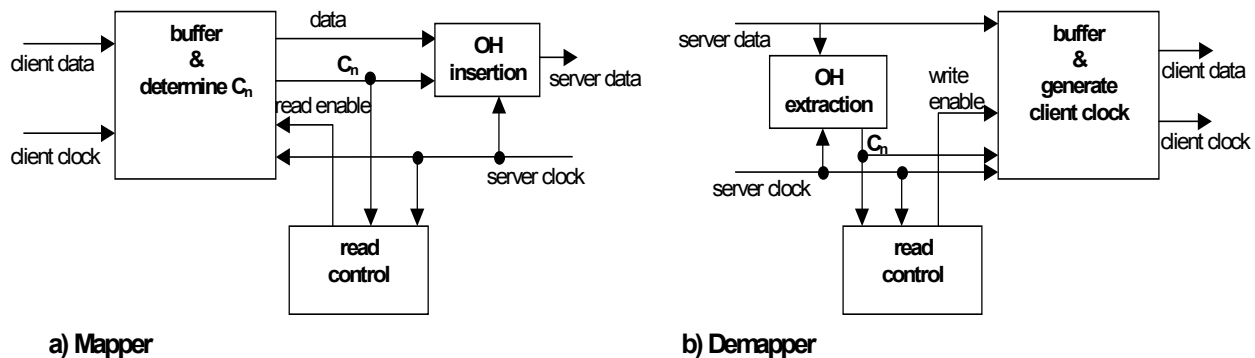 client data
client clock
buffer
&
determine Cn
data
Cn
read enable
OH
insertion
server data
server clock
read
control
a) Mapper
server data
OH
extraction
Cn
server clock
write
enable
buffer
&
generate
client clock
client data
client clock
read
control
b) Demapper